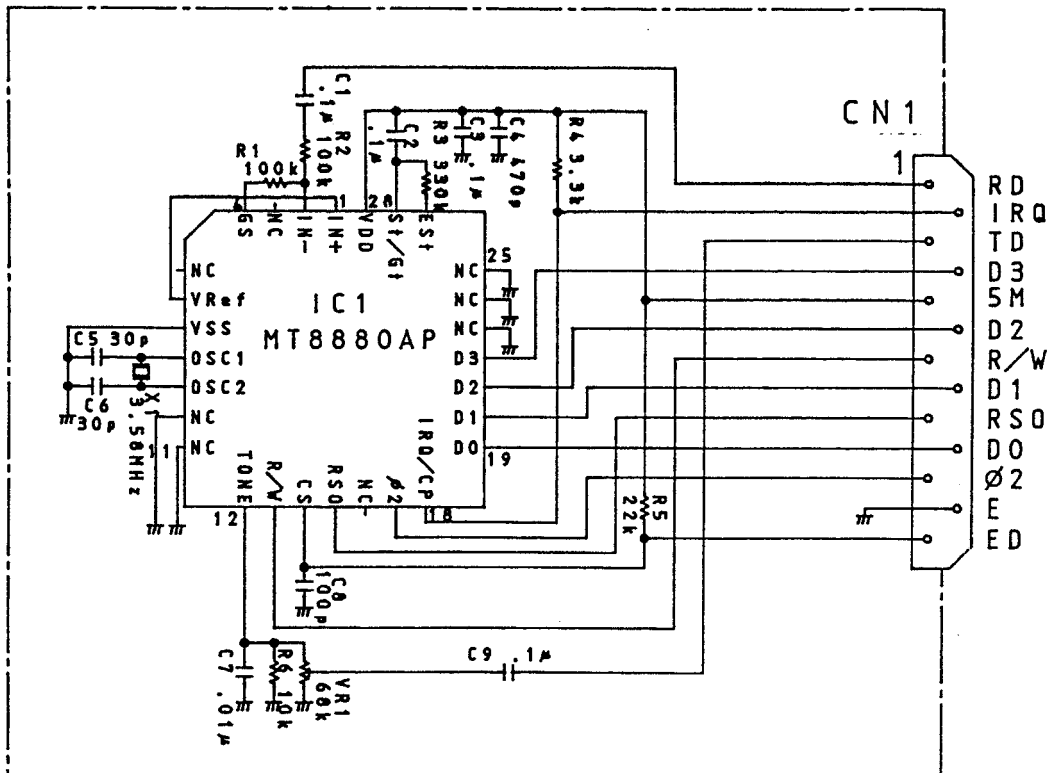 CN1
1
RD
IRQ
TD
D3
5M
D2
R/W
D1
RS0
D0
Ø2
E
ED
C1
.1µ
R2
100k
R1
100k
C2
.1µ
R3 330k
C3
.1µ
C4 470p
R4 3.3k
GS
NC
IN-
IN+
1
28
VDD
St/Gt
ESt
NC
VRef
VSS
OSC1
OSC2
NC
NC
11
IC1
MT8880AP
25
NC
NC
NC
D3
D2
D1
D0
19
TONE
R/W
CS
RS0
NC
Ø2
IRQ/CP
12
18
C5 30p
C6
30p
X1
3.58MHz
R5
22k
C8
100p
C7 .01µ
R6 10k
VR1
68k
C9 .1µ